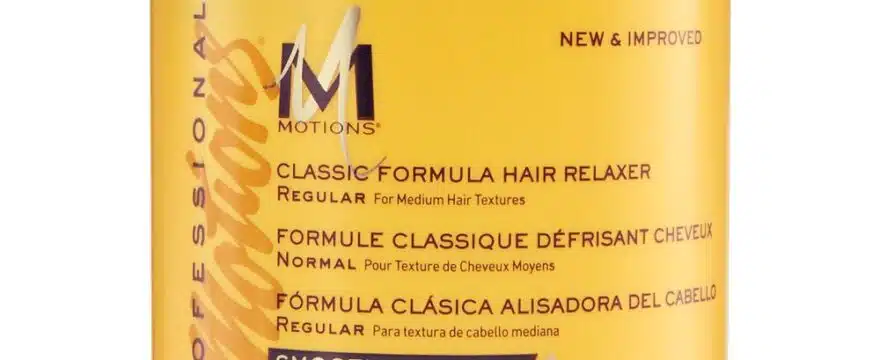 NEW & IMPROVED
M
MOTIONS®
CLASSIC FORMULA HAIR RELAXER
REGULAR For Medium Hair Textures
FORMULE CLASSIQUE DÉFRISANT CHEVEUX
NORMAL Pour Texture de Cheveux Moyens
FÓRMULA CLÁSICA ALISADORA DEL CABELLO
REGULAR Para textura de cabello mediana
OFESSIONAL
Motions®